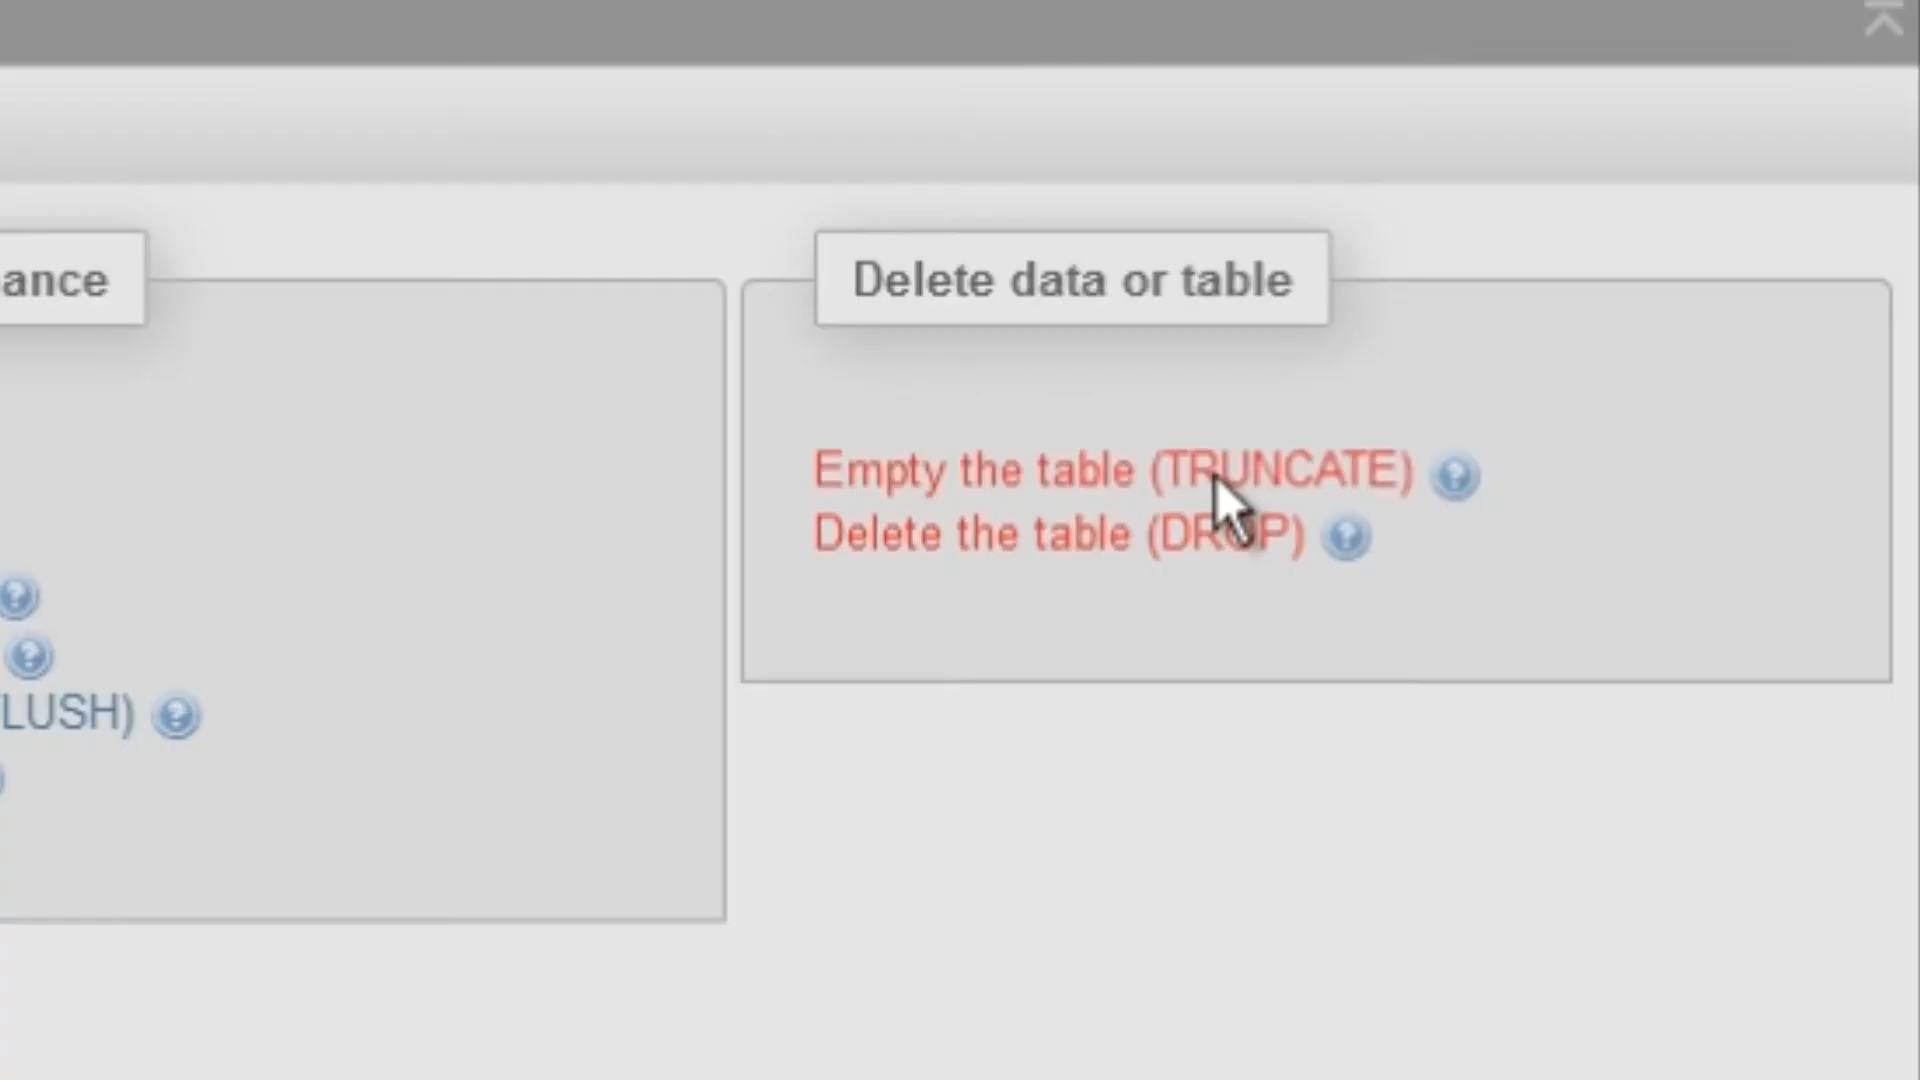 ance
Delete data or table
Empty the table (TRUNCATE)
Delete the table (DROP)
LUSH)